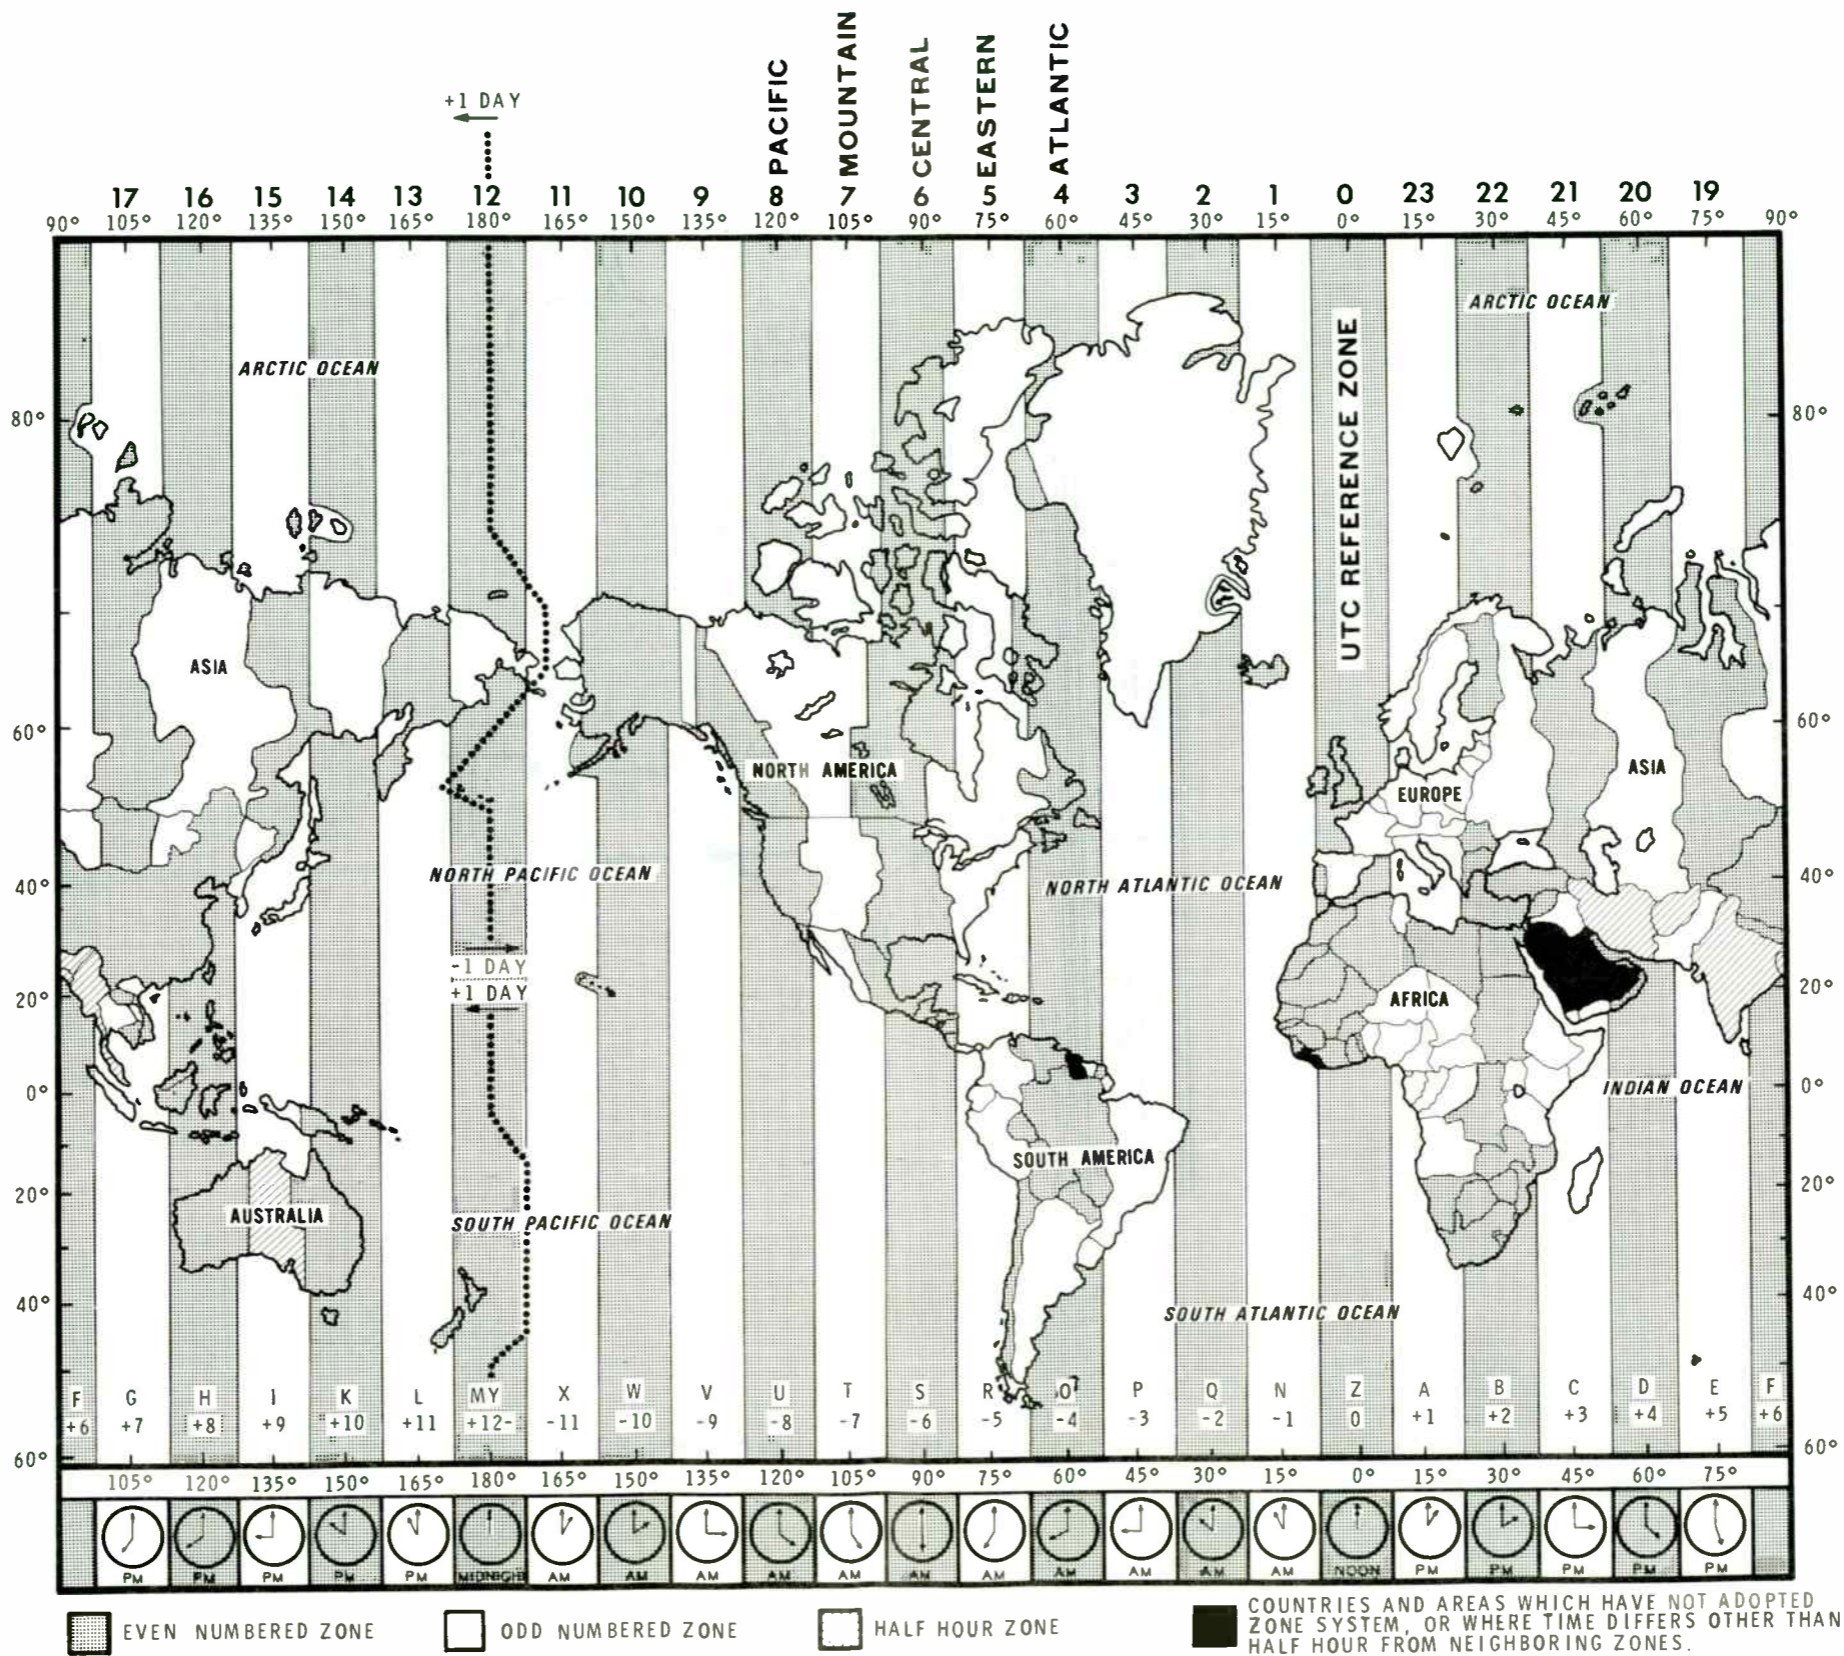 PACIFIC
MOUNTAIN
CENTRAL
EASTERN
ATLANTIC
+1 DAY
17 16 15 14 13 12 11 10 9 8 7 6 5 4 3 2 1 0 23 22 21 20 19
90° 105° 120° 135° 150° 165° 180° 165° 150° 135° 120° 105° 90° 75° 60° 45° 30° 15° 0° 15° 30° 45° 60° 75° 90°
ARCTIC OCEAN
ARCTIC OCEAN
UTC REFERENCE ZONE
80° 80°
ASIA
60° 60°
NORTH AMERICA
EUROPE
ASIA
NORTH PACIFIC OCEAN
NORTH ATLANTIC OCEAN
40° 40°
-1 DAY
+1 DAY
20° 20°
AFRICA
0° 0°
INDIAN OCEAN
SOUTH AMERICA
20° 20°
AUSTRALIA
SOUTH PACIFIC OCEAN
40° 40°
SOUTH ATLANTIC OCEAN
F G H I K L MY X W V U T S R O P Q N Z A B C D E F
+6 +7 +8 +9 +10 +11 +12- -11 -10 -9 -8 -7 -6 -5 -4 -3 -2 -1 0 +1 +2 +3 +4 +5 +6
60° 60°
105° 120° 135° 150° 165° 180° 165° 150° 135° 120° 105° 90° 75° 60° 45° 30° 15° 0° 15° 30° 45° 60° 75°
PM PM PM PM PM MIDNIGH AM AM AM AM AM AM AM AM AM AM AM NOON PM PM PM PM PM
EVEN NUMBERED ZONE
ODD NUMBERED ZONE
HALF HOUR ZONE
COUNTRIES AND AREAS WHICH HAVE NOT ADOPTED
ZONE SYSTEM, OR WHERE TIME DIFFERS OTHER THAN
HALF HOUR FROM NEIGHBORING ZONES.